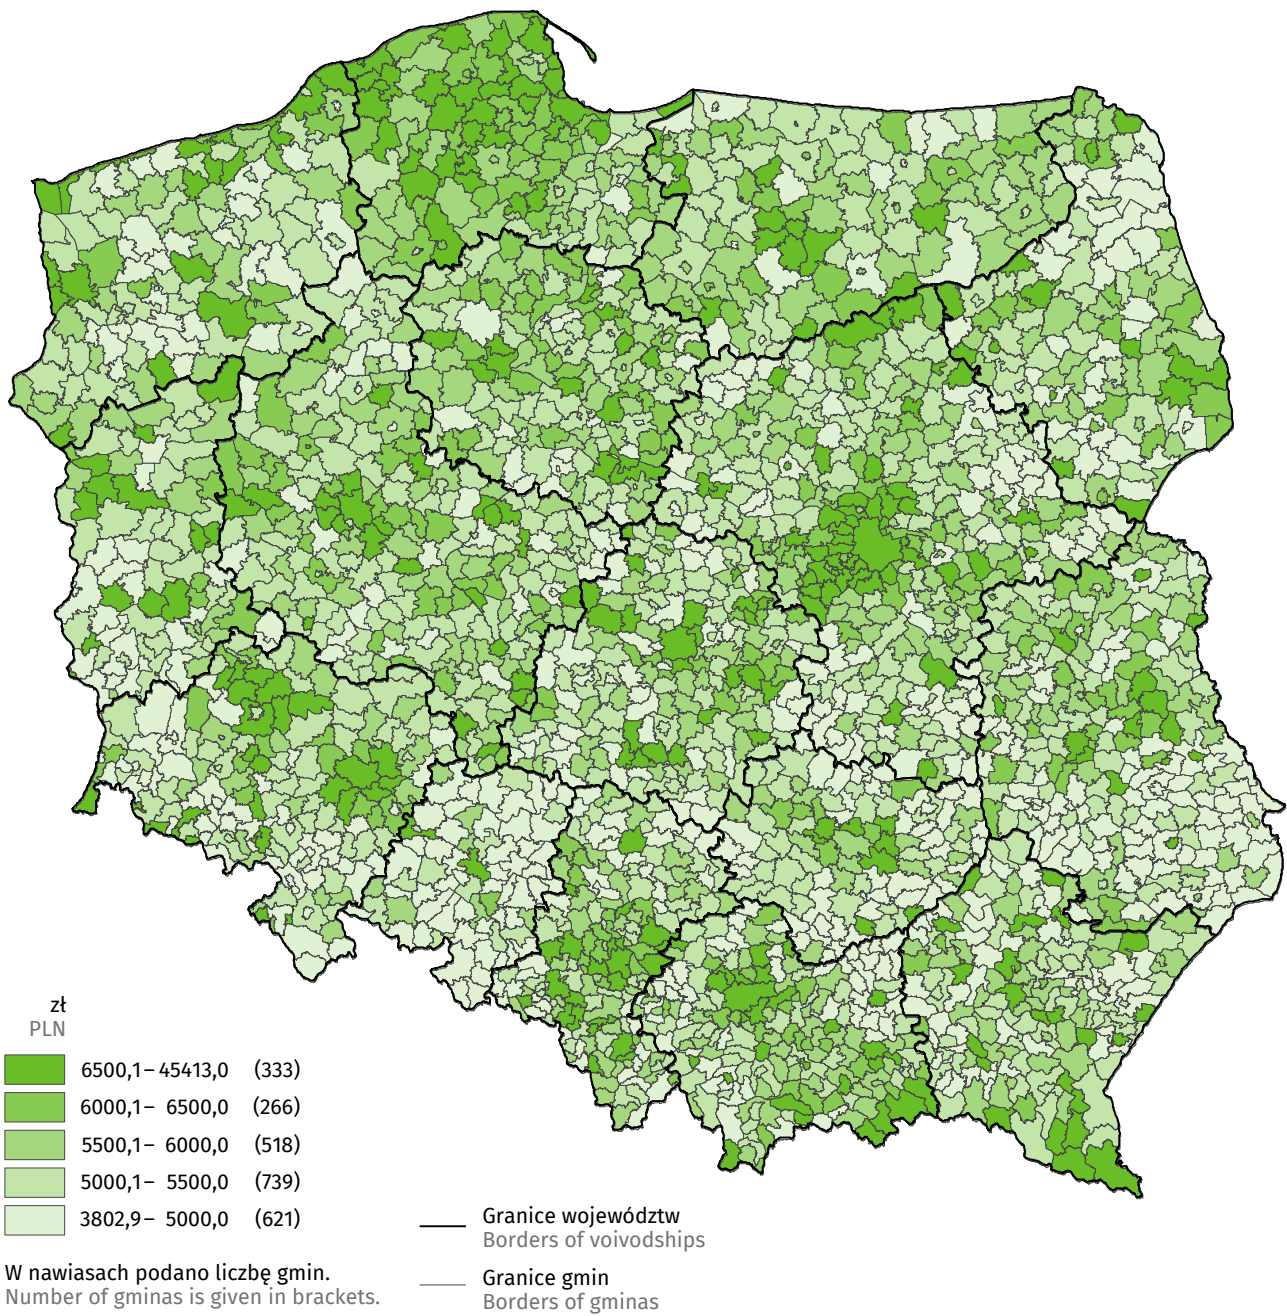 zł
PLN
6500,1– 45413,0 (333)
6000,1– 6500,0 (266)
5500,1– 6000,0 (518)
5000,1– 5500,0 (739)
3802,9– 5000,0 (621)
W nawiasach podano liczbę gmin.
Number of gminas is given in brackets.
Granice województw
Borders of voivodships
Granice gmin
Borders of gminas